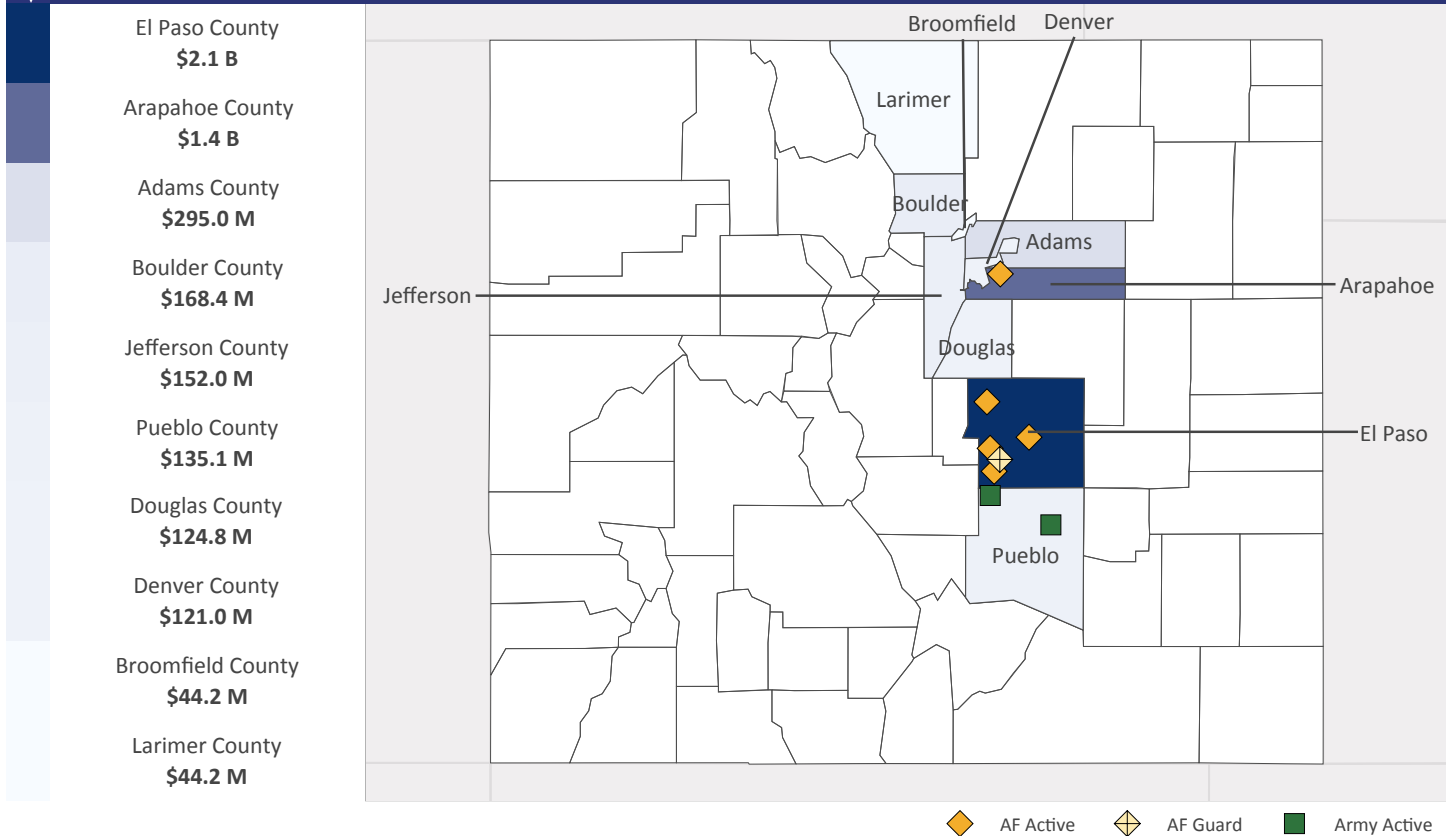 El Paso County
$2.1 B
Arapahoe County
$1.4 B
Adams County
$295.0 M
Boulder County
$168.4 M
Jefferson County
$152.0 M
Pueblo County
$135.1 M
Douglas County
$124.8 M
Denver County
$121.0 M
Broomfield County
$44.2 M
Larimer County
$44.2 M
Broomfield
Denver
Larimer
Boulder
Adams
Jefferson
Arapahoe
Douglas
El Paso
Pueblo
AF Active
AF Guard
Army Active